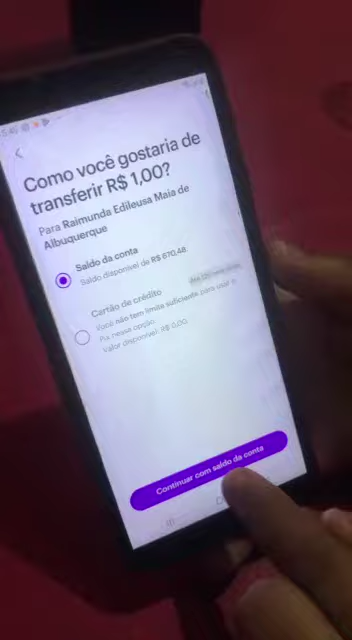 5:46
Como você gostaria de
transferir R$ 1,00?
Para Raimunda Edileusa Maia de
Albuquerque
Saldo da conta
Saldo disponível de R$ 670,48
Cartão de crédito
Você não tem limite suficiente para usar o
Pix nessa opção
Valor disponível: R$ 0,00
Continuar com saldo da conta